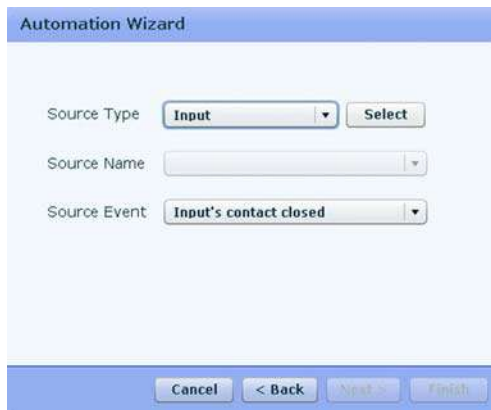 Automation Wizard
Source Type Input Select
Source Name
Source Event Input's contact closed
Cancel < Back Next > Finish